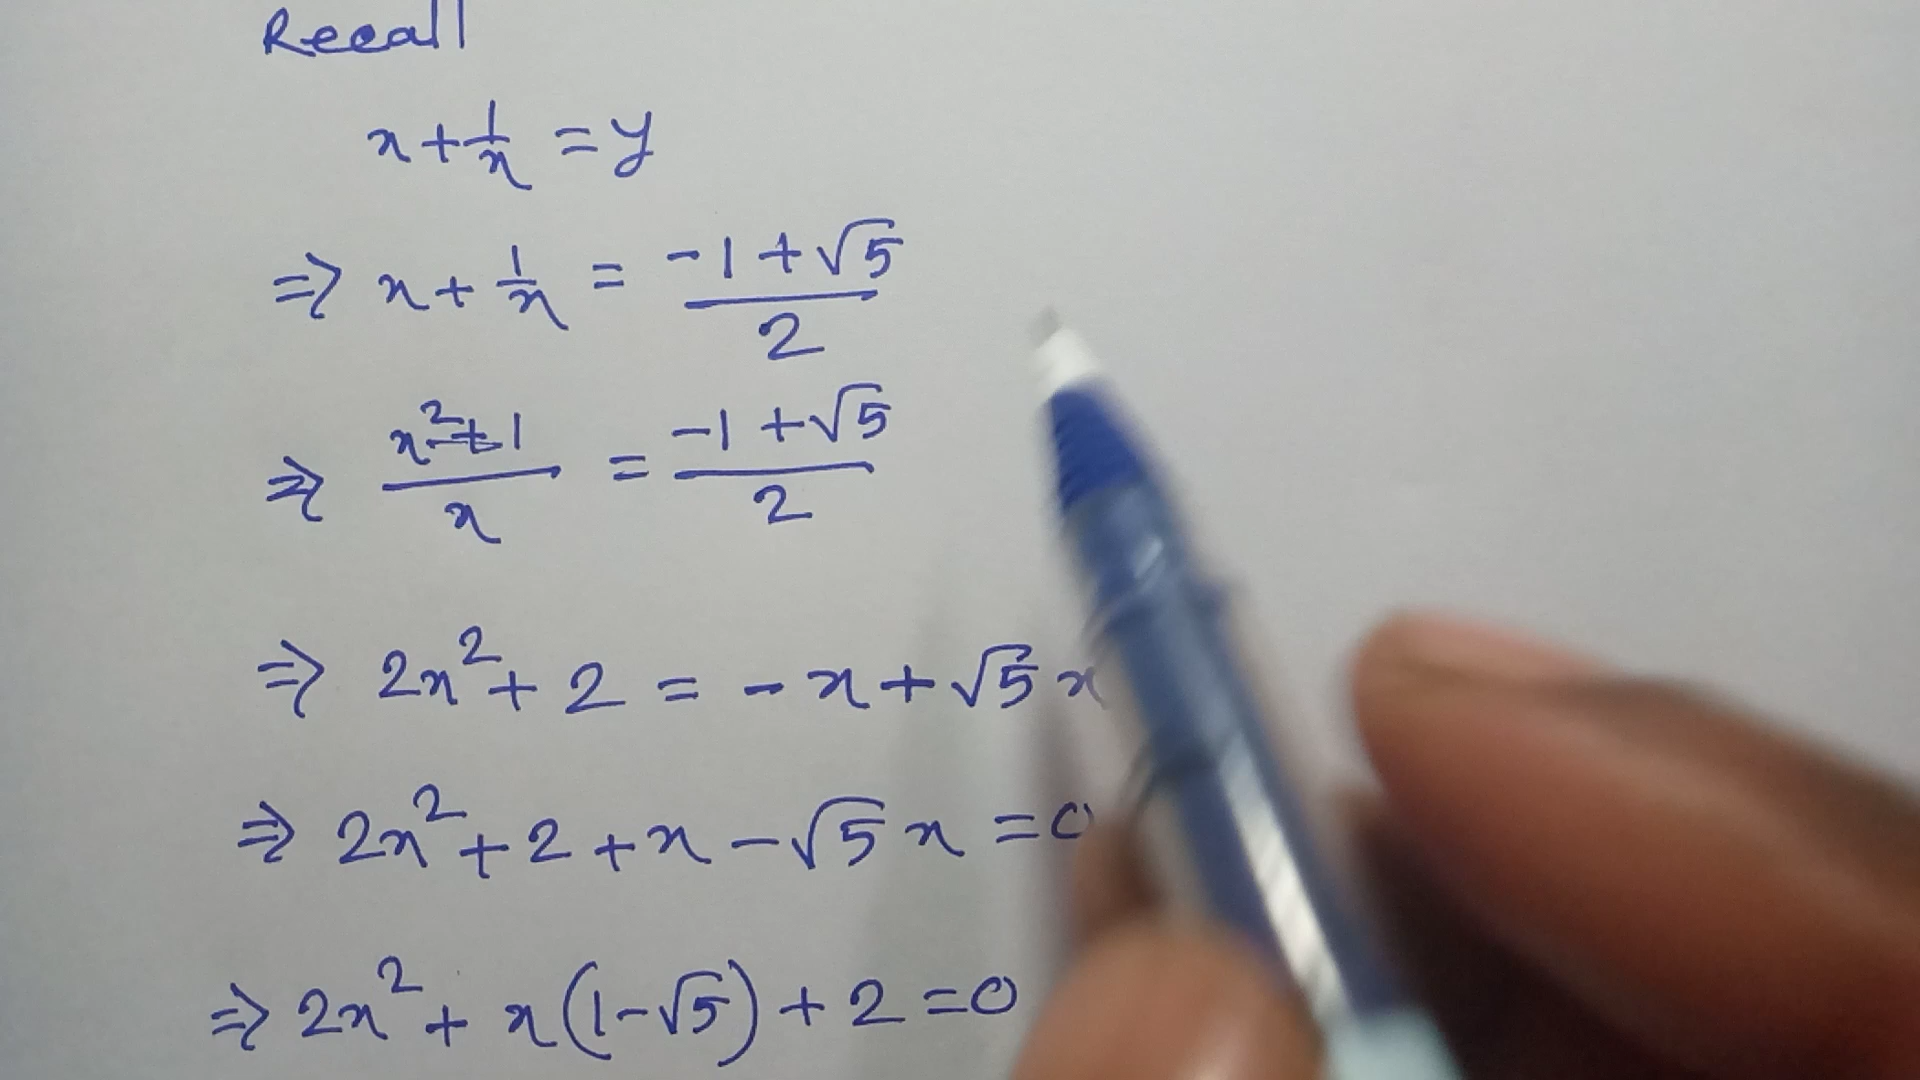 Recall
x + 1/x = y
⇒ x + 1/x = (-1 + √5)/2
⇒ (x² + 1)/x = (-1 + √5)/2
⇒ 2x² + 2 = -x + √5 x
⇒ 2x² + 2 + x - √5 x = 0
⇒ 2x² + x(1 - √5) + 2 = 0